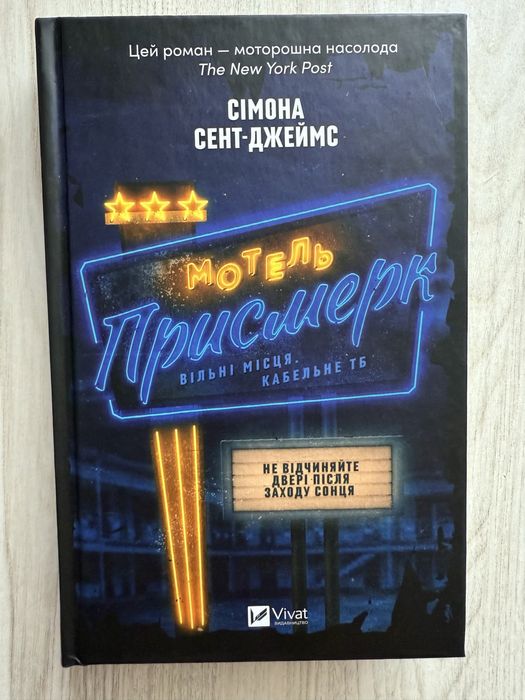 Цей роман — моторошна насолода
The New York Post
СІМОНА
СЕНТ-ДЖЕЙМС
МОТЕЛЬ
Присмерк
ВІЛЬНІ МІСЦЯ.
КАБЕЛЬНЕ ТБ
НЕ ВІДЧИНЯЙТЕ
ДВЕРІ ПІСЛЯ
ЗАХОДУ СОНЦЯ
Vivat
ВИДАВНИЦТВО